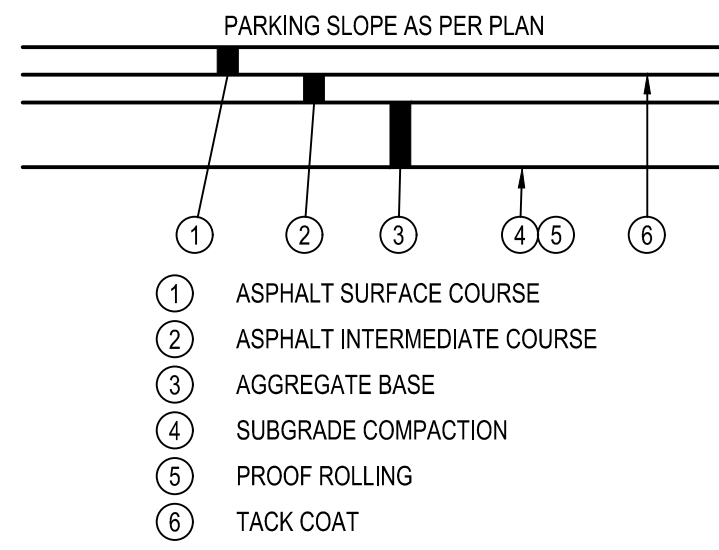 PARKING SLOPE AS PER PLAN
1 2 3 4 5 6
1 ASPHALT SURFACE COURSE
2 ASPHALT INTERMEDIATE COURSE
3 AGGREGATE BASE
4 SUBGRADE COMPACTION
5 PROOF ROLLING
6 TACK COAT